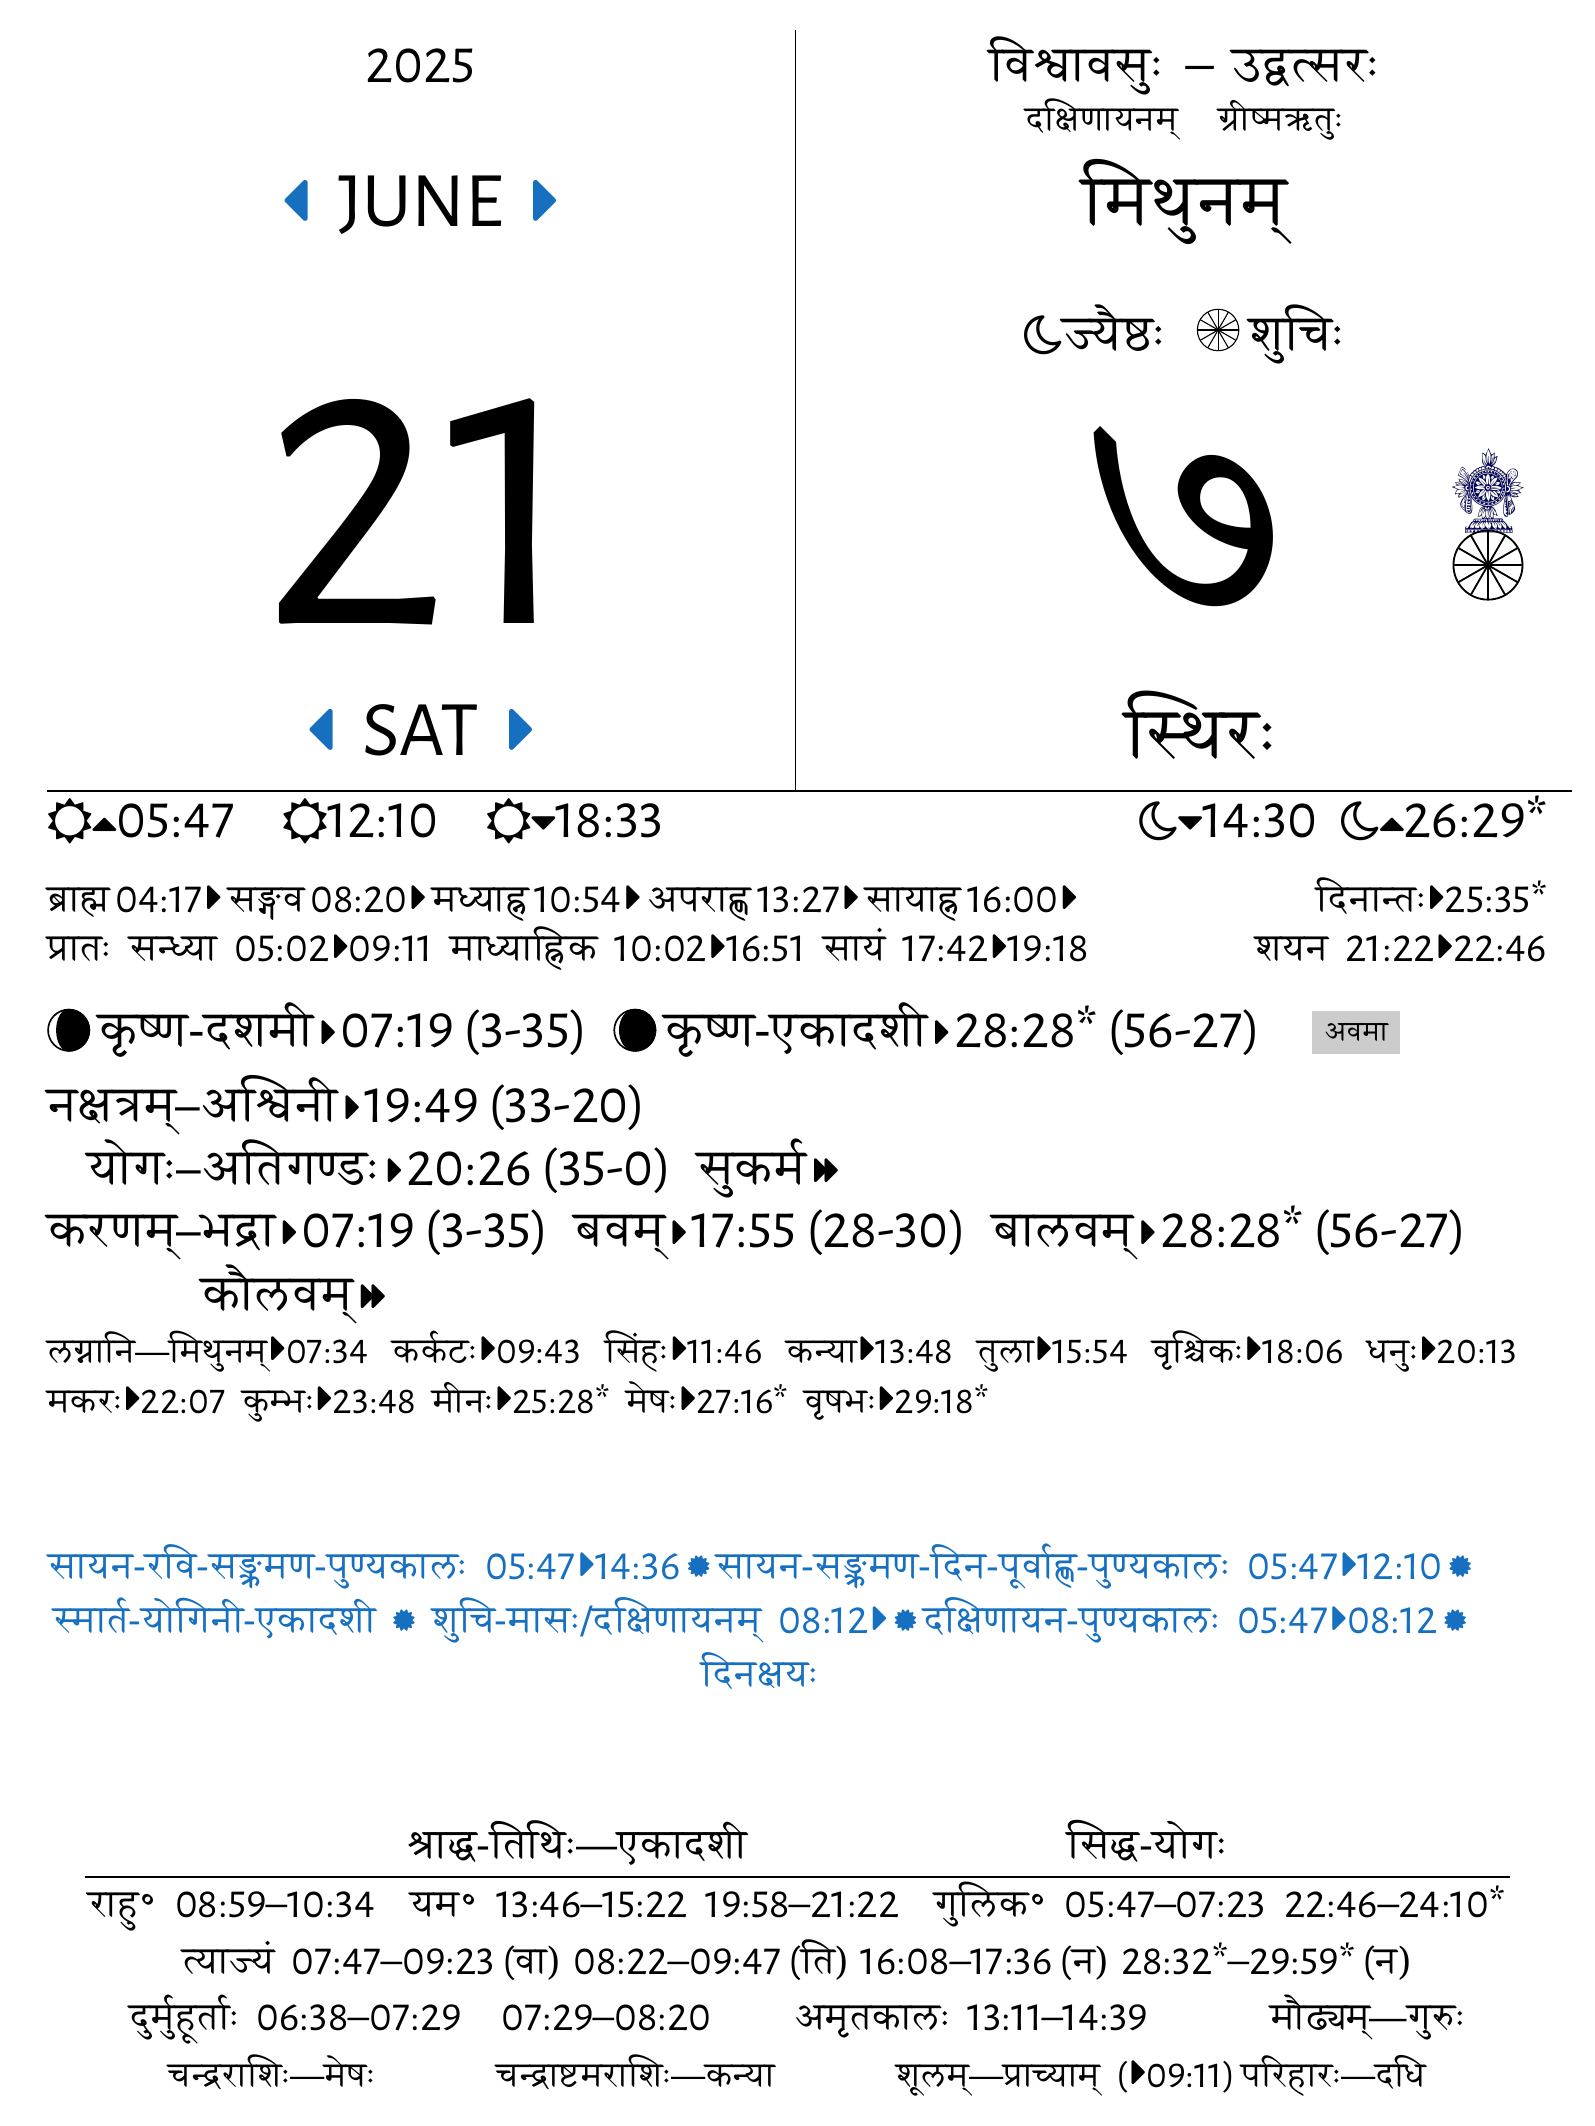 2025
JUNE
21
SAT
विश्वावसुः – उद्वत्सरः
दक्षिणायनम् ग्रीष्मऋतुः
मिथुनम्
ज्यैष्ठः शुचिः
७
स्थिरः
05:47 12:10 18:33 14:30 26:29*
ब्राह्म 04:17 सङ्गव 08:20 मध्याह्न 10:54 अपराह्ण 13:27 सायाह्न 16:00 दिनान्तः 25:35*
प्रातः सन्ध्या 05:02 09:11 माध्याह्निक 10:02 16:51 सायं 17:42 19:18 शयन 21:22 22:46
कृष्ण-दशमी 07:19 (3-35) कृष्ण-एकादशी 28:28* (56-27) अवमा
नक्षत्रम्–अश्विनी 19:49 (33-20)
योगः–अतिगण्डः 20:26 (35-0) सुकर्म
करणम्–भद्रा 07:19 (3-35) बवम् 17:55 (28-30) बालवम् 28:28* (56-27)
कौलवम्
लग्नानि—मिथुनम् 07:34 कर्कटः 09:43 सिंहः 11:46 कन्या 13:48 तुला 15:54 वृश्चिकः 18:06 धनुः 20:13
मकरः 22:07 कुम्भः 23:48 मीनः 25:28* मेषः 27:16* वृषभः 29:18*
सायन-रवि-सङ्क्रमण-पुण्यकालः 05:47 14:36 सायन-सङ्क्रमण-दिन-पूर्वाह्ण-पुण्यकालः 05:47 12:10
स्मार्त-योगिनी-एकादशी शुचि-मासः/दक्षिणायनम् 08:12 दक्षिणायन-पुण्यकालः 05:47 08:12
दिनक्षयः
श्राद्ध-तिथिः—एकादशी सिद्ध-योगः
राहु॰ 08:59–10:34 यम॰ 13:46–15:22 19:58–21:22 गुलिक॰ 05:47–07:23 22:46–24:10*
त्याज्यं 07:47–09:23 (वा) 08:22–09:47 (ति) 16:08–17:36 (न) 28:32*–29:59* (न)
दुर्मुहूर्ताः 06:38–07:29 07:29–08:20 अमृतकालः 13:11–14:39 मौढ्यम्—गुरुः
चन्द्रराशिः—मेषः चन्द्राष्टमराशिः—कन्या शूलम्—प्राच्याम् (09:11) परिहारः—दधि